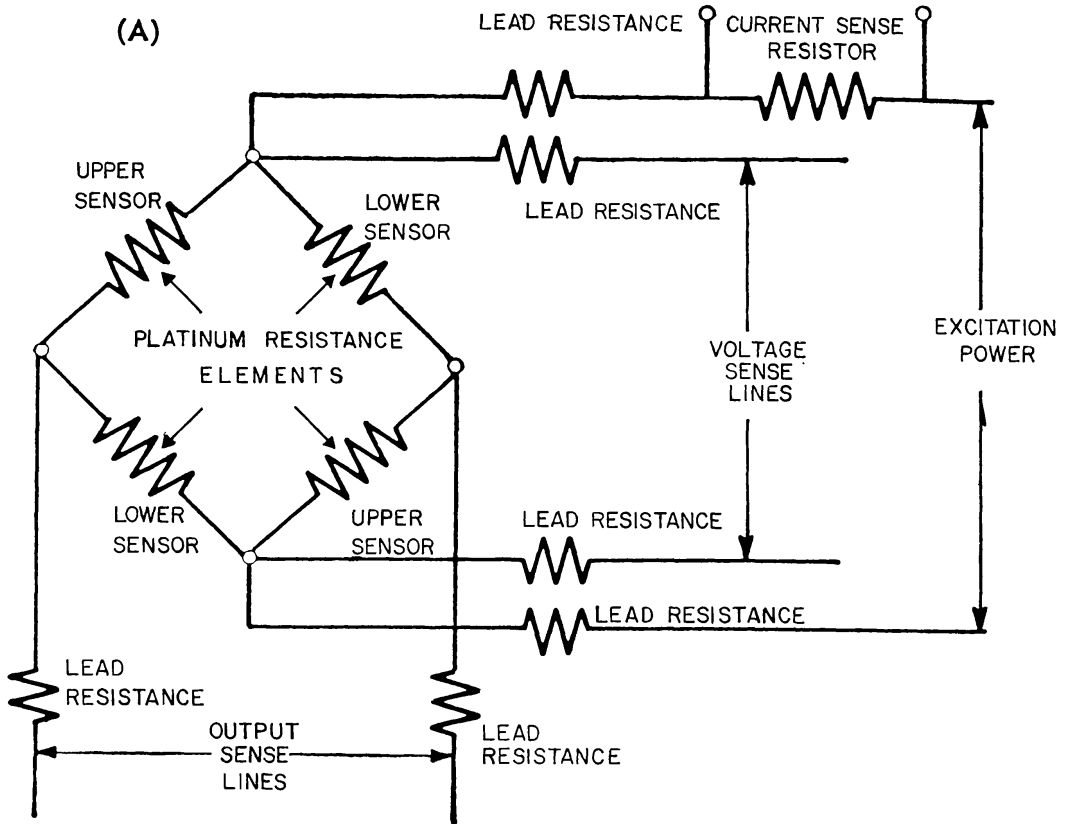 (A)
LEAD RESISTANCE
CURRENT SENSE
RESISTOR
UPPER
SENSOR
LOWER
SENSOR
LEAD RESISTANCE
PLATINUM RESISTANCE
ELEMENTS
VOLTAGE
SENSE
LINES
EXCITATION
POWER
LOWER
SENSOR
UPPER
SENSOR
LEAD RESISTANCE
LEAD RESISTANCE
LEAD
RESISTANCE
OUTPUT
SENSE
LINES
LEAD
RESISTANCE